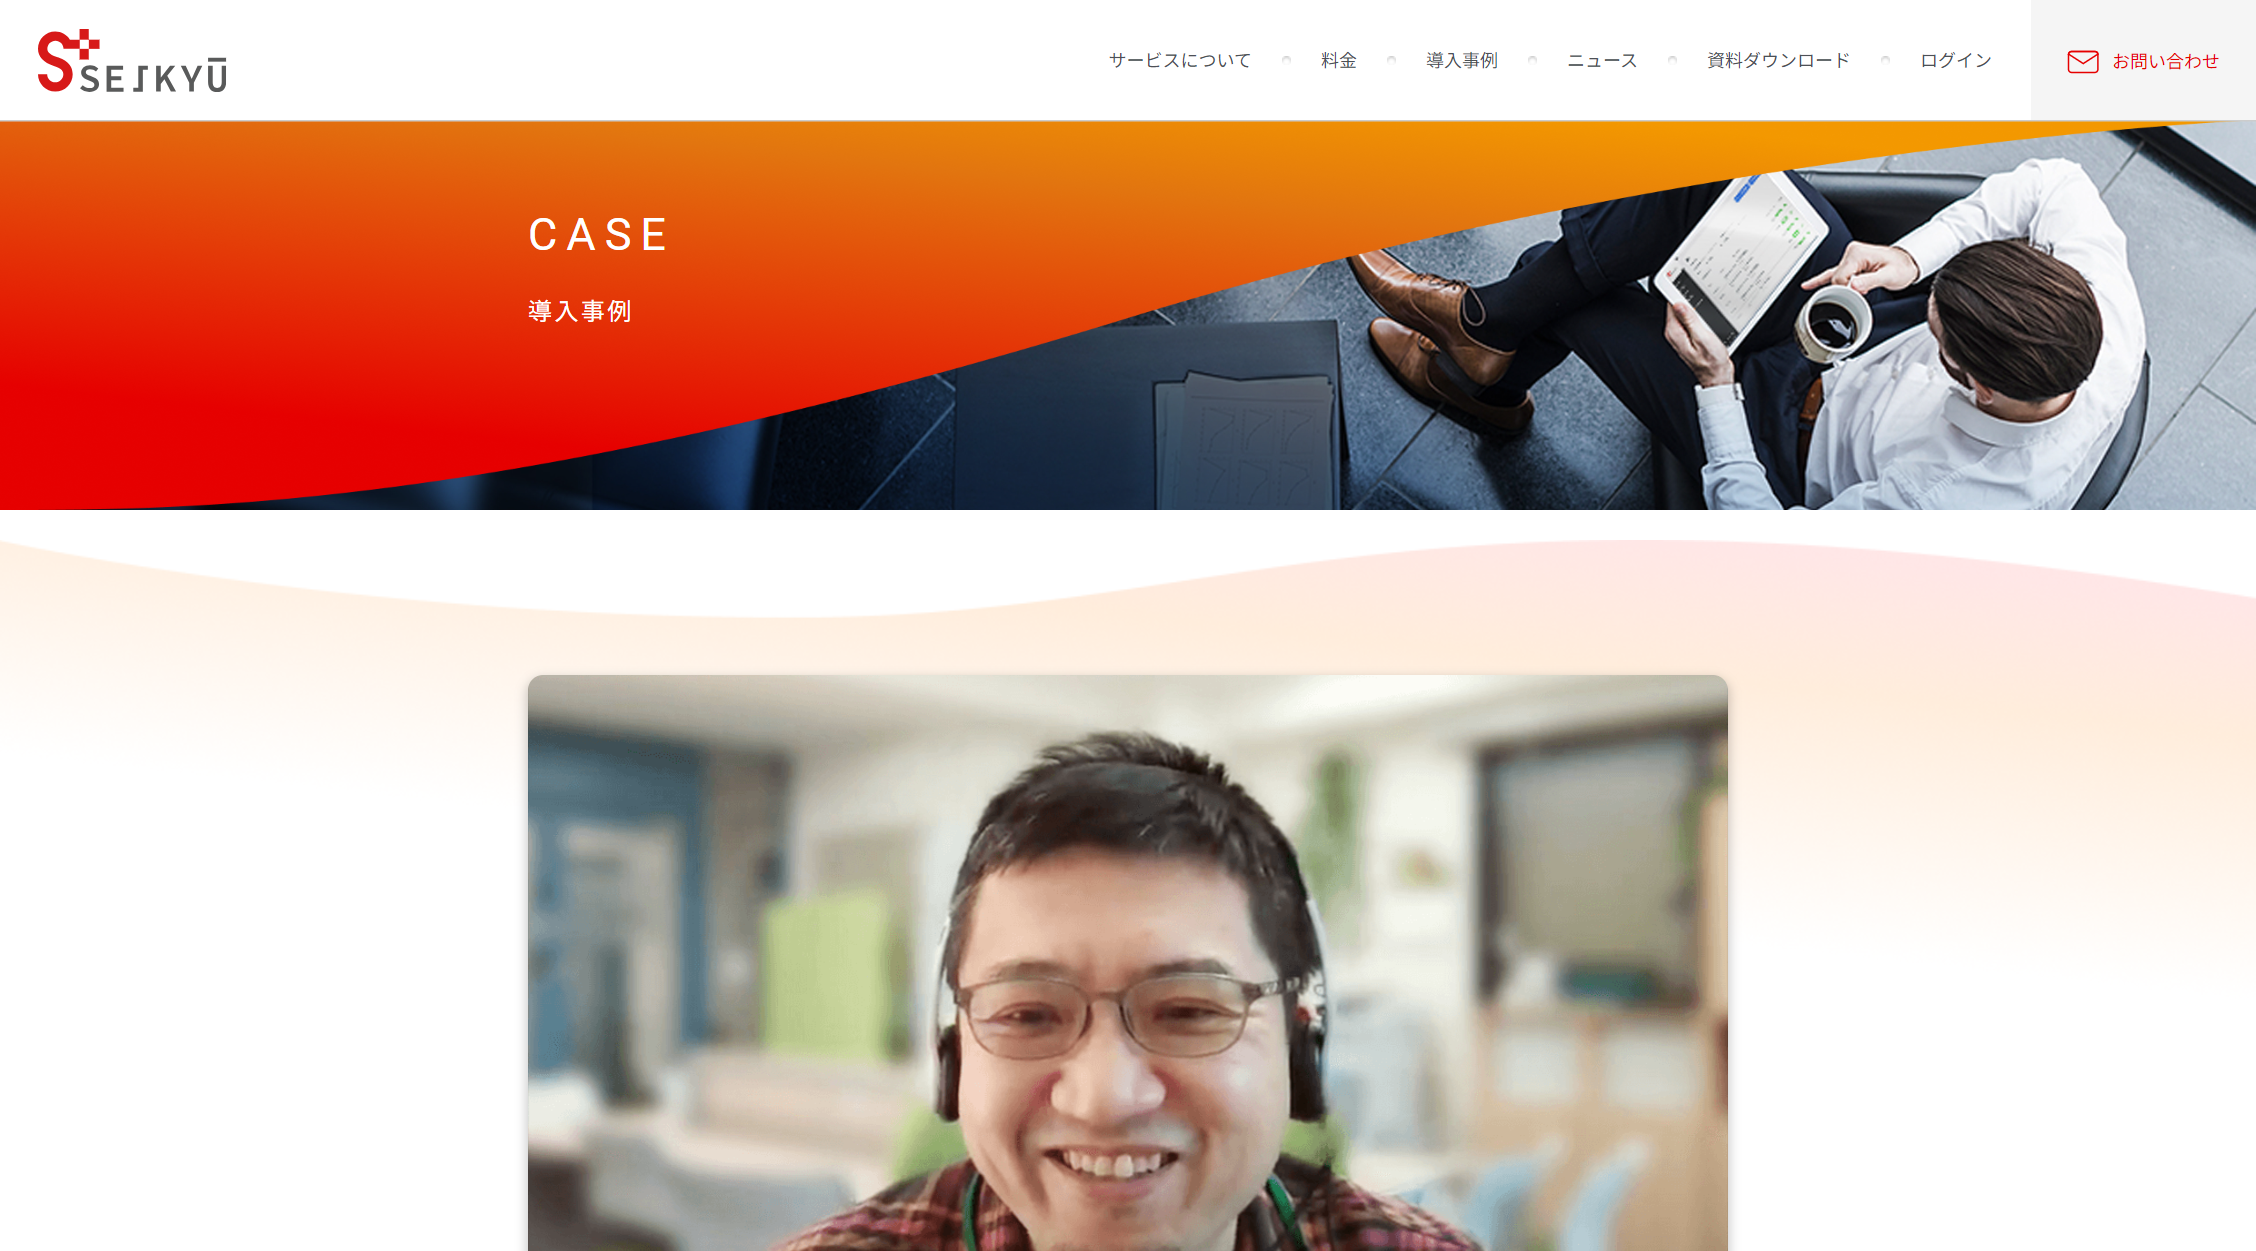 S SEIKYŪ
サービスについて
料金
導入事例
ニュース
資料ダウンロード
ログイン
お問い合わせ
CASE
導入事例